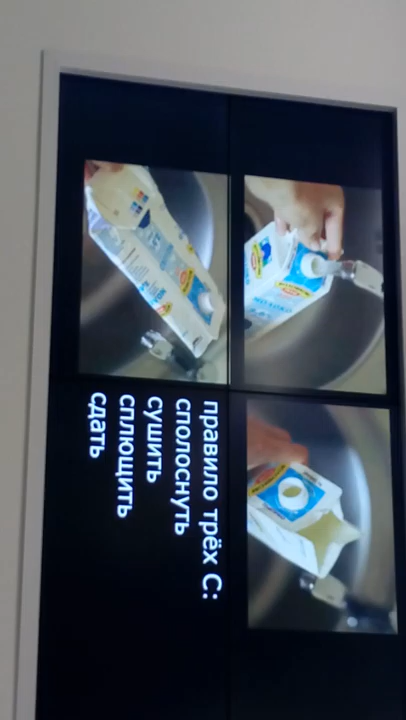 правило трёх С:
сполоснуть
сушить
сплющить
сдать